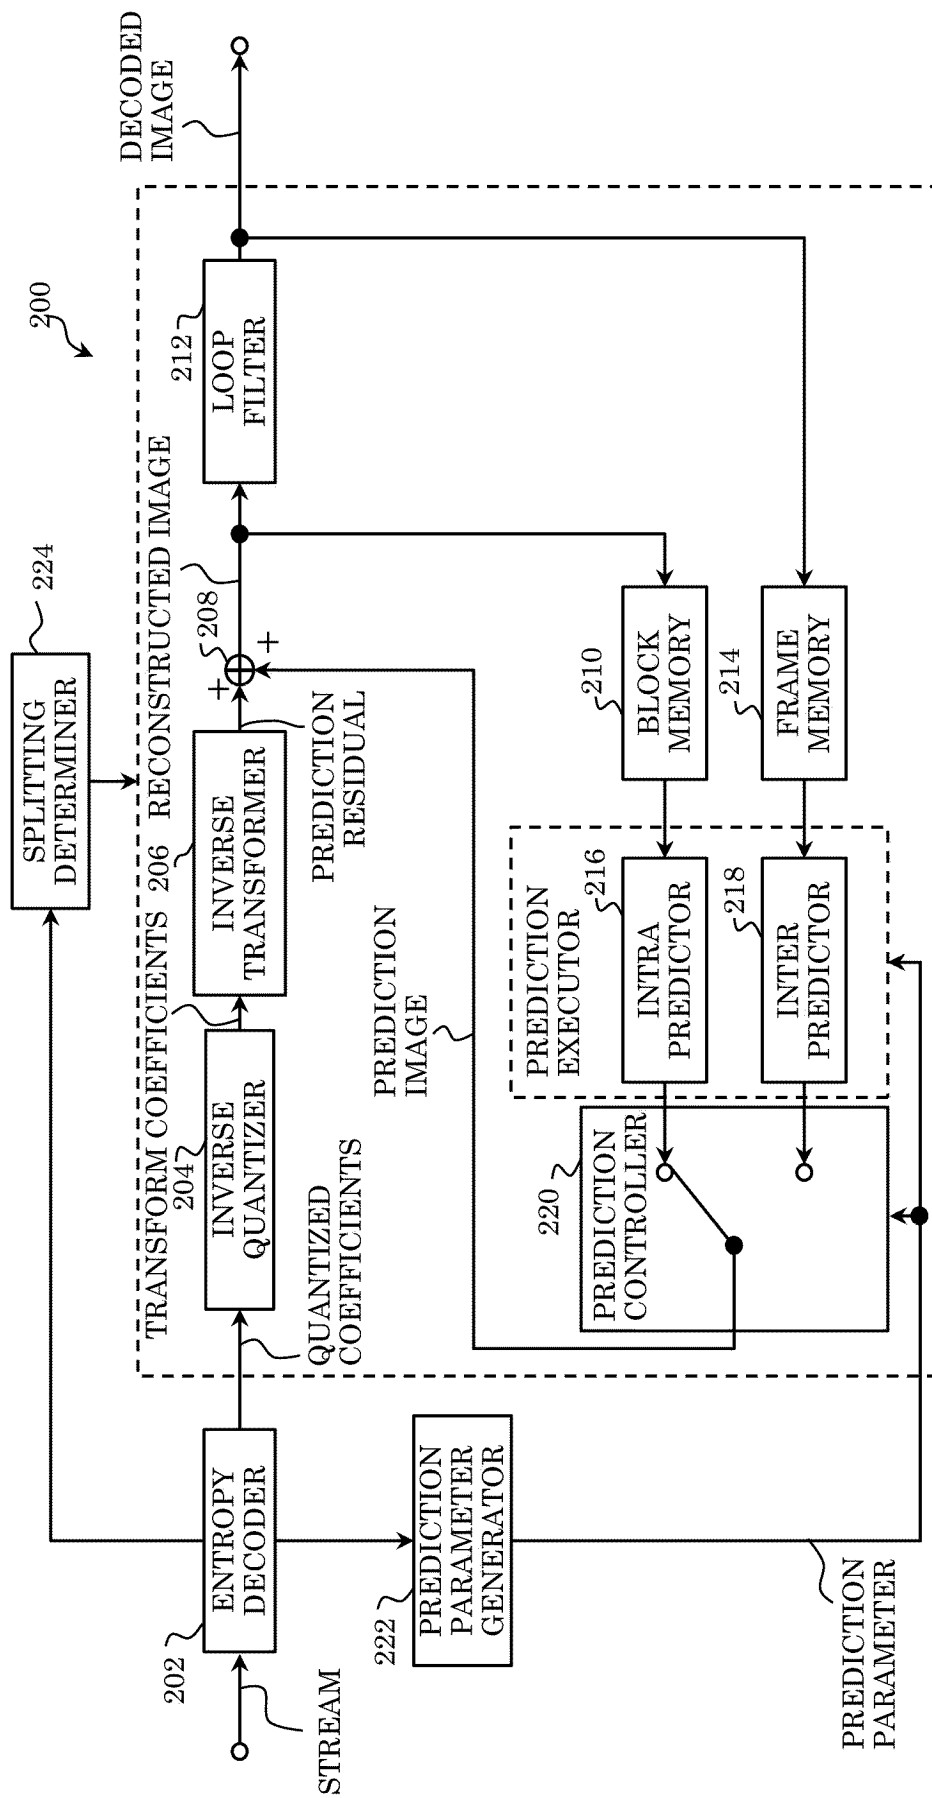 200
SPLITTING
DETERMINER
224
STREAM
202
ENTROPY
DECODER
QUANTIZED
COEFFICIENTS
TRANSFORM COEFFICIENTS
204
INVERSE
QUANTIZER
206
INVERSE
TRANSFORMER
PREDICTION
RESIDUAL
RECONSTRUCTED IMAGE
208
+
+
212
LOOP
FILTER
DECODED
IMAGE
222
PREDICTION
PARAMETER
GENERATOR
PREDICTION
IMAGE
220
PREDICTION
CONTROLLER
PREDICTION
EXECUTOR
216
INTRA
PREDICTOR
210
BLOCK
MEMORY
218
INTER
PREDICTOR
214
FRAME
MEMORY
PREDICTION
PARAMETER